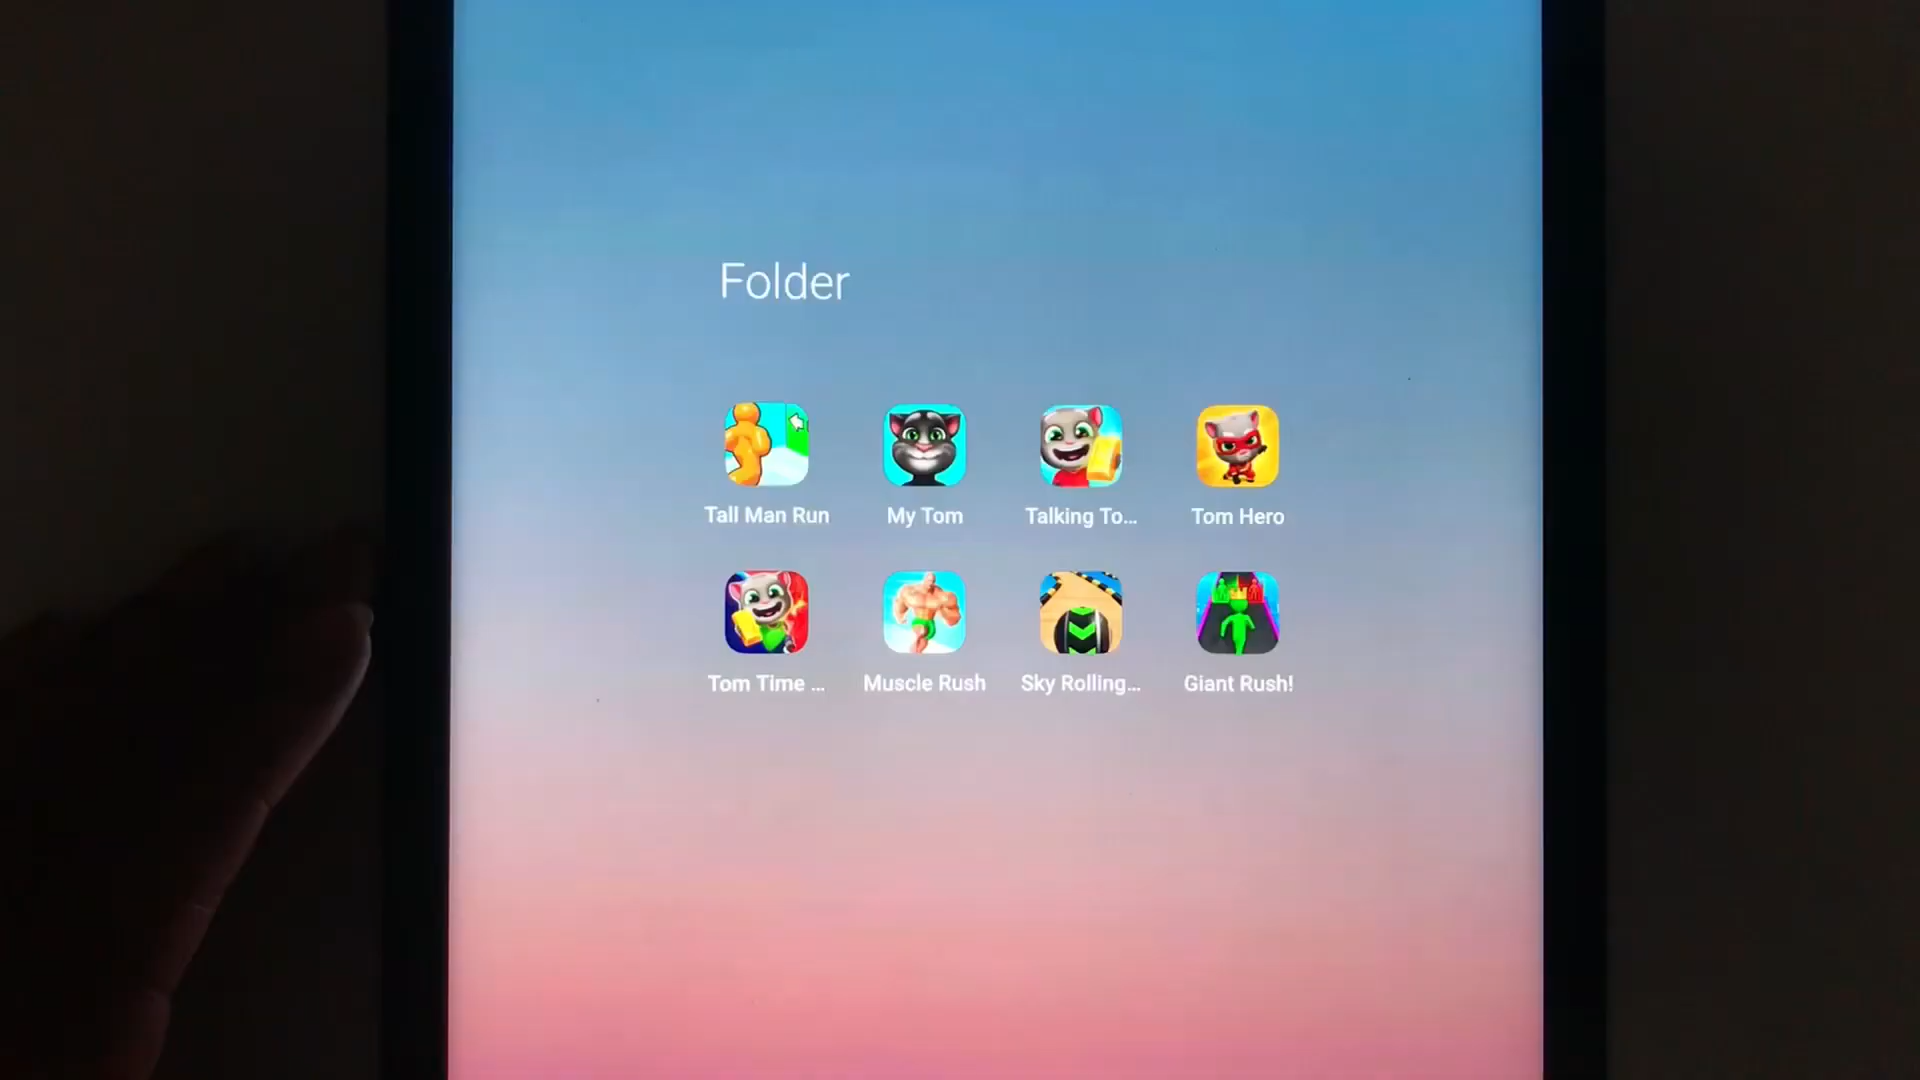 Folder
Tall Man Run
My Tom
Talking To...
Tom Hero
Tom Time ...
Muscle Rush
Sky Rolling...
Giant Rush!